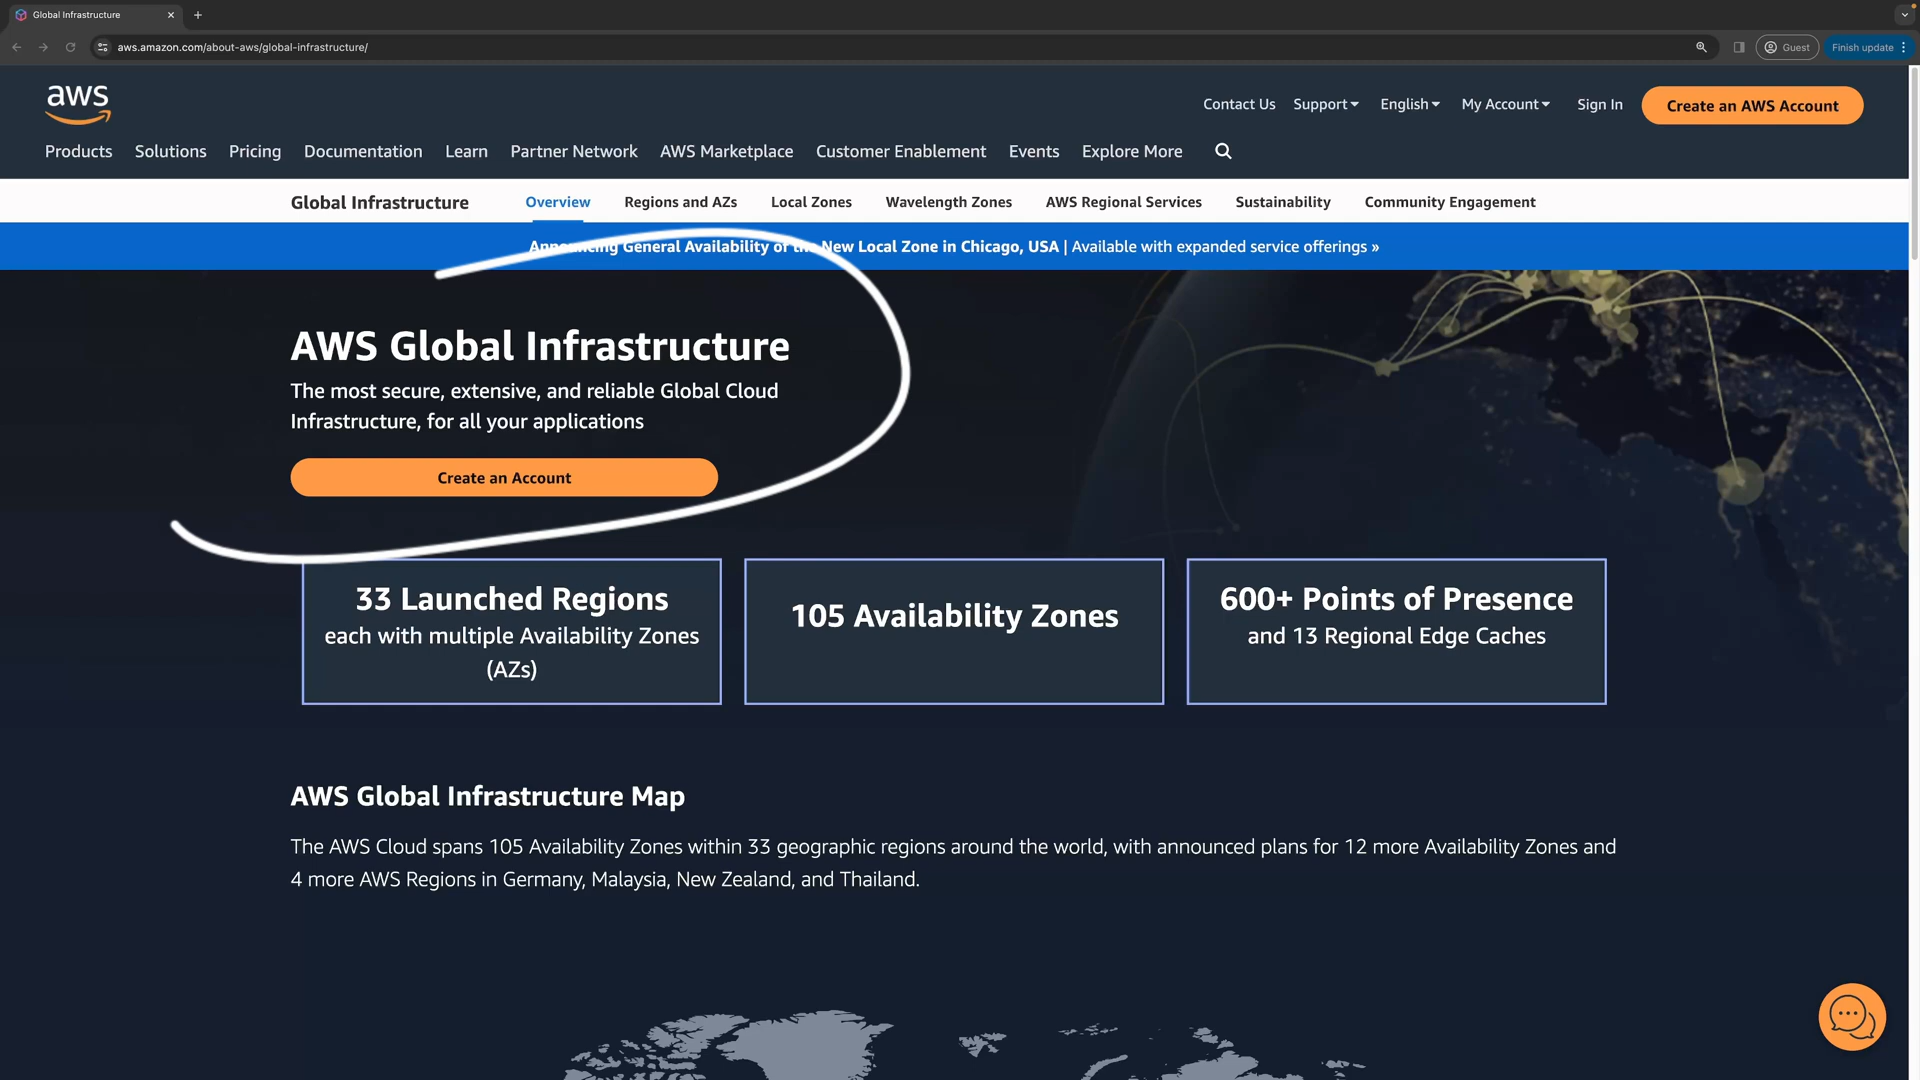 Global Infrastructure
aws.amazon.com/about-aws/global-infrastructure/
Guest
Finish update
aws
Contact Us Support English My Account Sign In Create an AWS Account
Products Solutions Pricing Documentation Learn Partner Network AWS Marketplace Customer Enablement Events Explore More
Global Infrastructure Overview Regions and AZs Local Zones Wavelength Zones AWS Regional Services Sustainability Community Engagement
Announcing General Availability of the New Local Zone in Chicago, USA | Available with expanded service offerings »
AWS Global Infrastructure
The most secure, extensive, and reliable Global Cloud
Infrastructure, for all your applications
Create an Account
33 Launched Regions
each with multiple Availability Zones
(AZs)
105 Availability Zones
600+ Points of Presence
and 13 Regional Edge Caches
AWS Global Infrastructure Map
The AWS Cloud spans 105 Availability Zones within 33 geographic regions around the world, with announced plans for 12 more Availability Zones and
4 more AWS Regions in Germany, Malaysia, New Zealand, and Thailand.